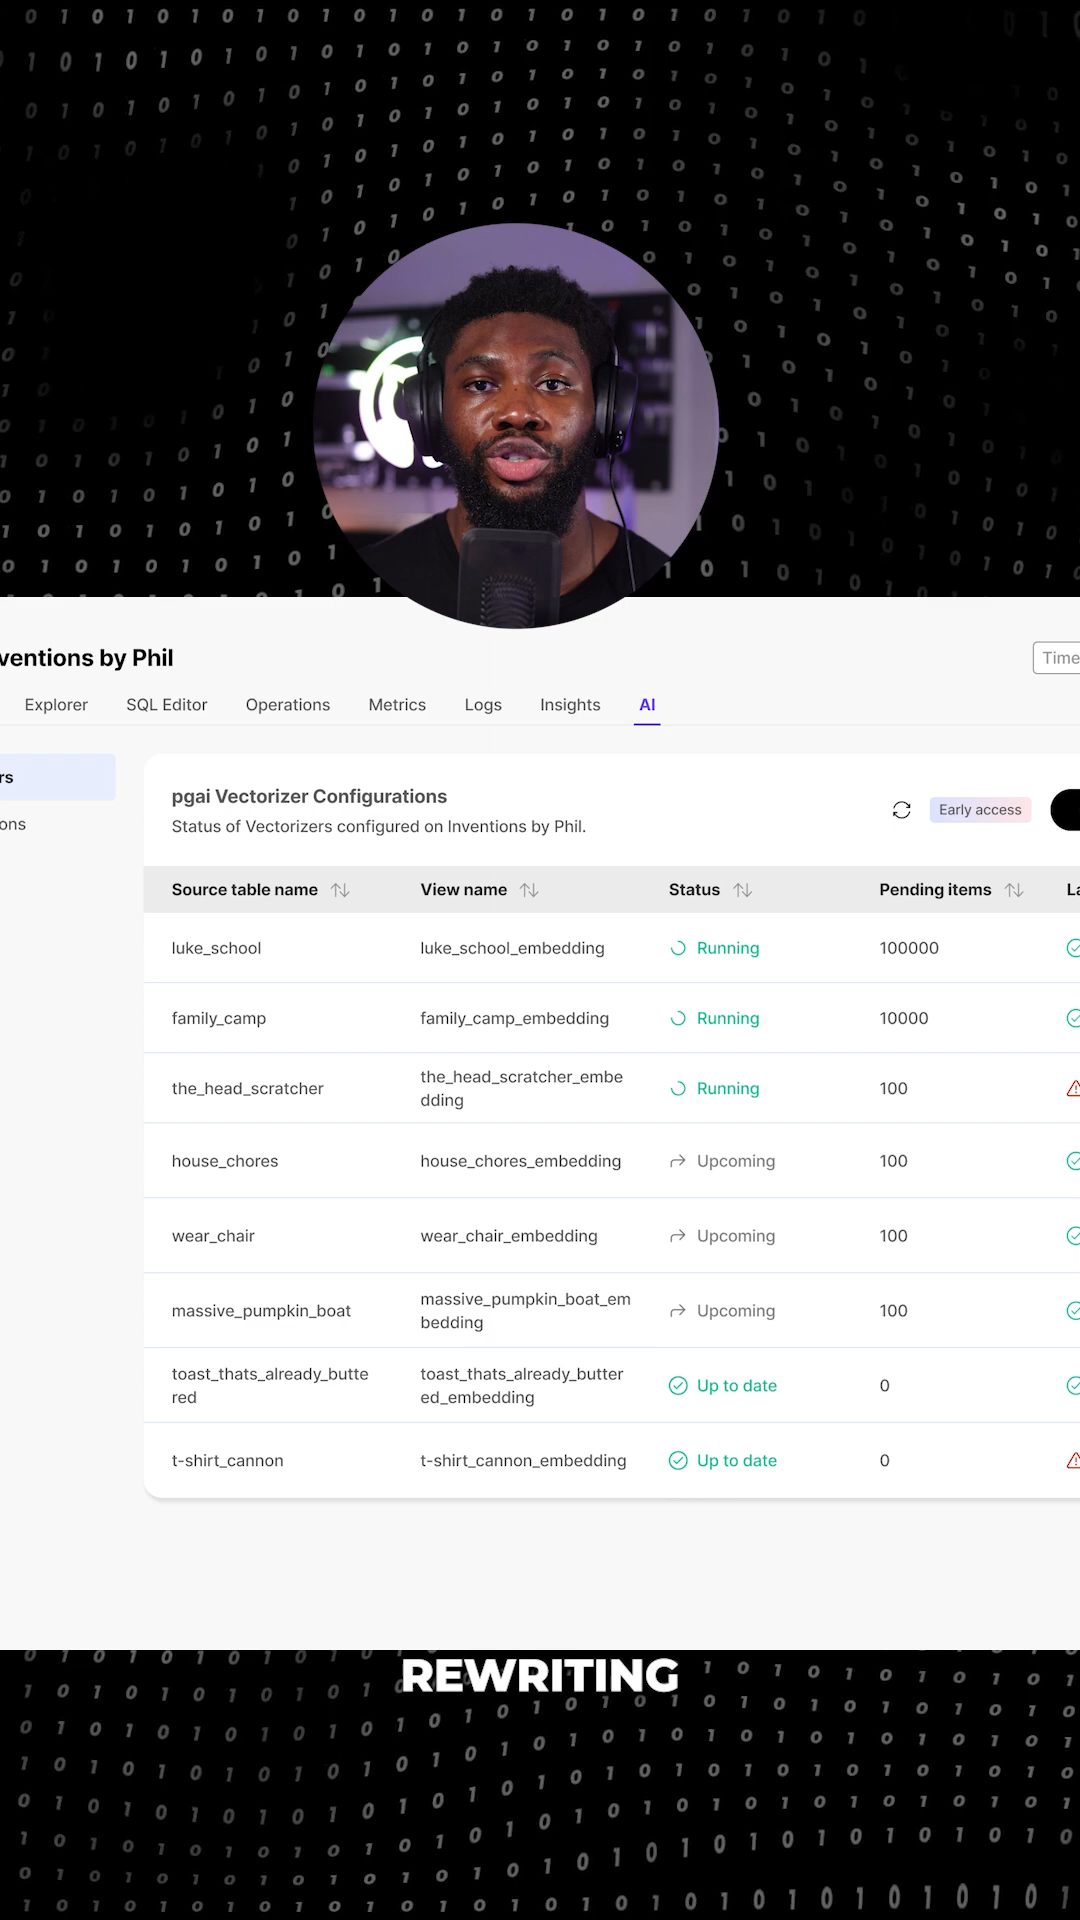 ventions by Phil
Time
Explorer SQL Editor Operations Metrics Logs Insights AI
rs
ons
pgai Vectorizer Configurations
Status of Vectorizers configured on Inventions by Phil.
Early access
Source table name View name Status Pending items La
luke_school luke_school_embedding Running 100000
family_camp family_camp_embedding Running 10000
the_head_scratcher the_head_scratcher_embe
dding Running 100
house_chores house_chores_embedding Upcoming 100
wear_chair wear_chair_embedding Upcoming 100
massive_pumpkin_boat massive_pumpkin_boat_em
bedding Upcoming 100
toast_thats_already_butte
red toast_thats_already_butter
ed_embedding Up to date 0
t-shirt_cannon t-shirt_cannon_embedding Up to date 0
REWRITING